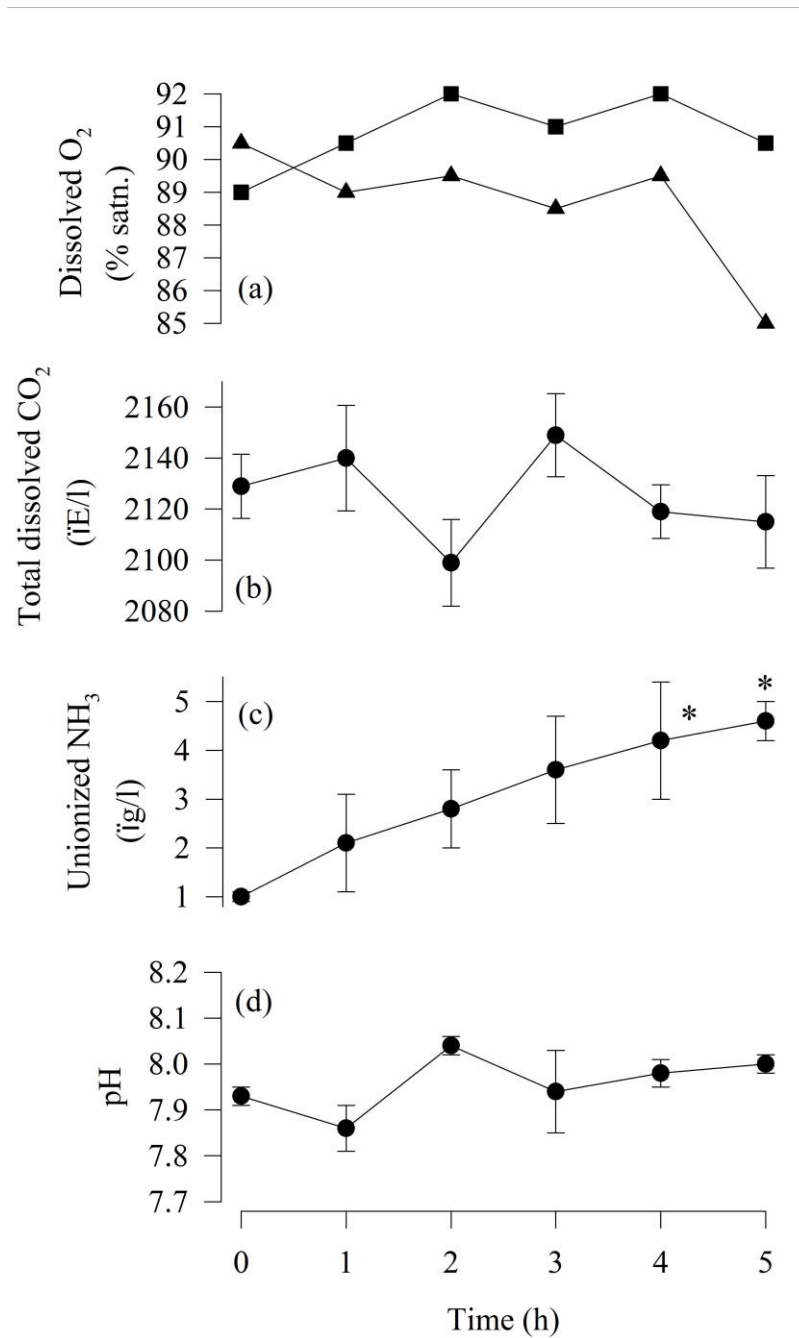 92
91
90
89
88
87
86
85
Dissolved O2
(% satn.)
(a)
2160
2140
2120
2100
2080
Total dissolved CO2
(ïE/l)
(b)
5
4
3
2
1
Unionized NH3
(ïg/l)
(c)
*
*
8.2
8.1
8.0
7.9
7.8
7.7
pH
(d)
0 1 2 3 4 5
Time (h)